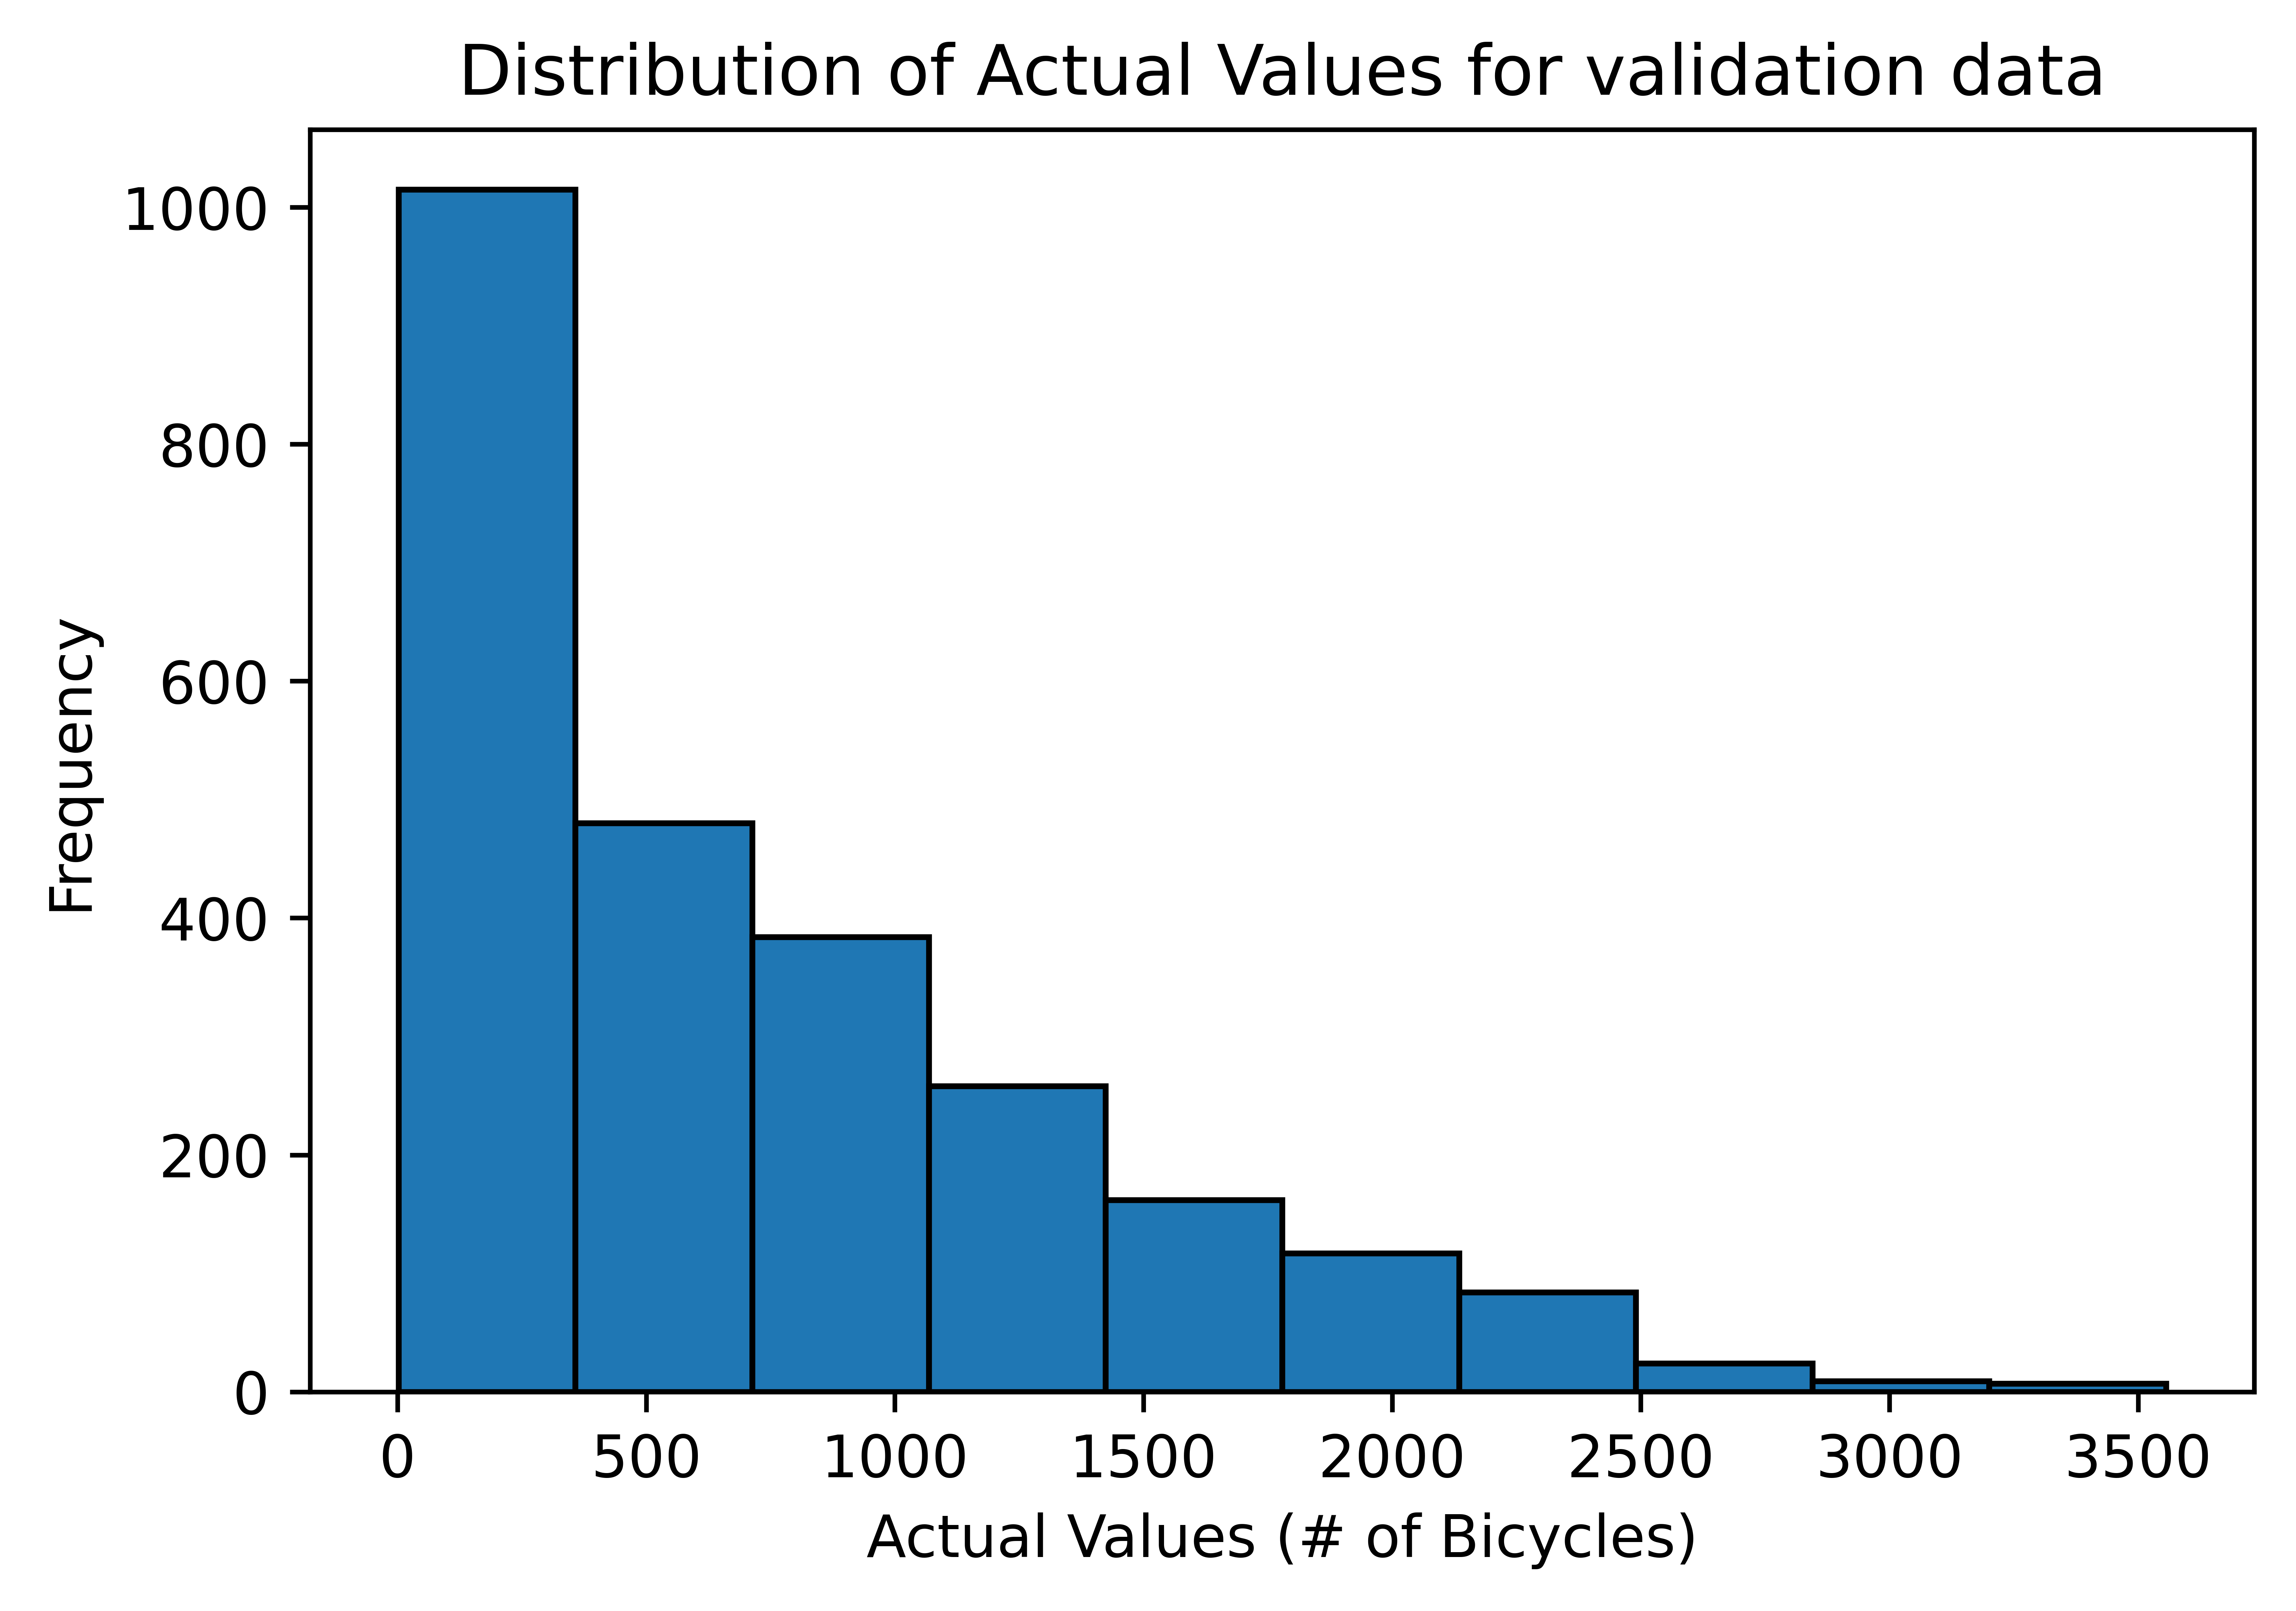 Distribution of Actual Values for validation data
Frequency
1000
800
600
400
200
0
0 500 1000 1500 2000 2500 3000 3500
Actual Values (# of Bicycles)